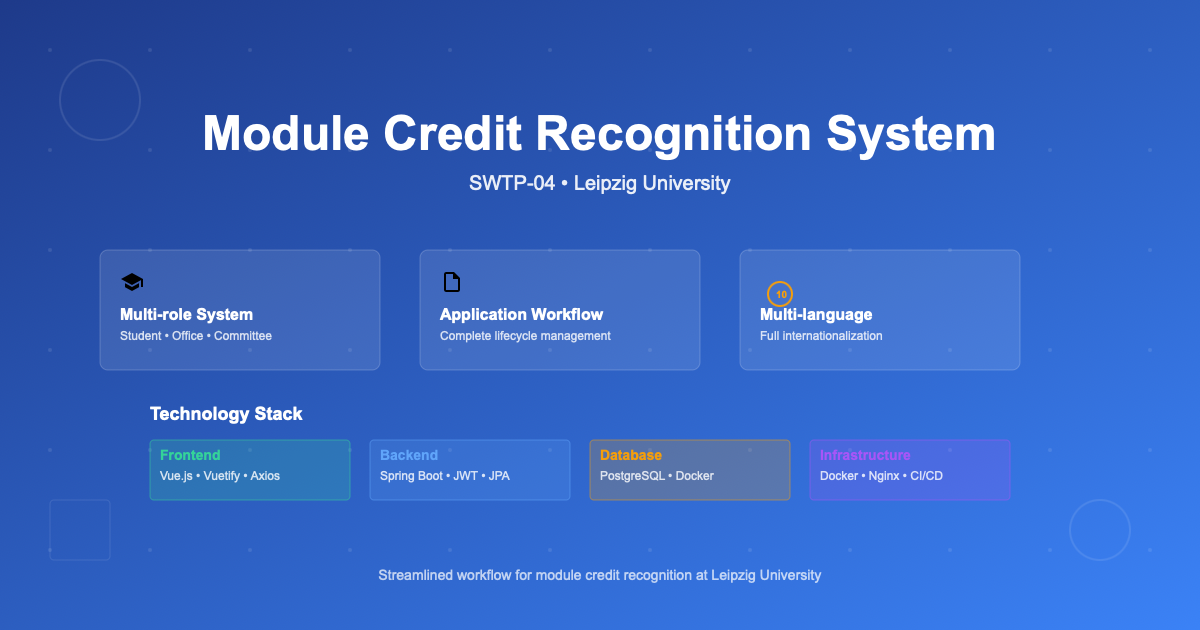 Module Credit Recognition System
SWTP-04 • Leipzig University
Multi-role System
Student • Office • Committee
Application Workflow
Complete lifecycle management
10
Multi-language
Full internationalization
Technology Stack
Frontend
Vue.js • Vuetify • Axios
Backend
Spring Boot • JWT • JPA
Database
PostgreSQL • Docker
Infrastructure
Docker • Nginx • CI/CD
Streamlined workflow for module credit recognition at Leipzig University